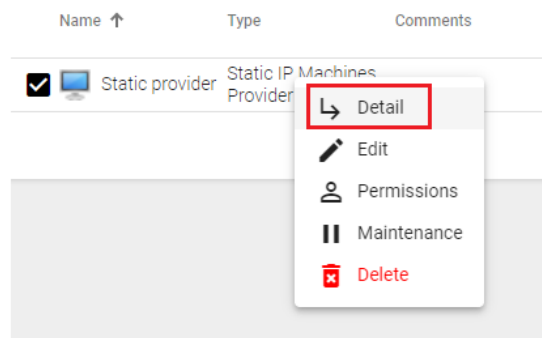 Name Type Comments
Static provider Static IP Machines
Provider
Detail
Edit
Permissions
Maintenance
Delete